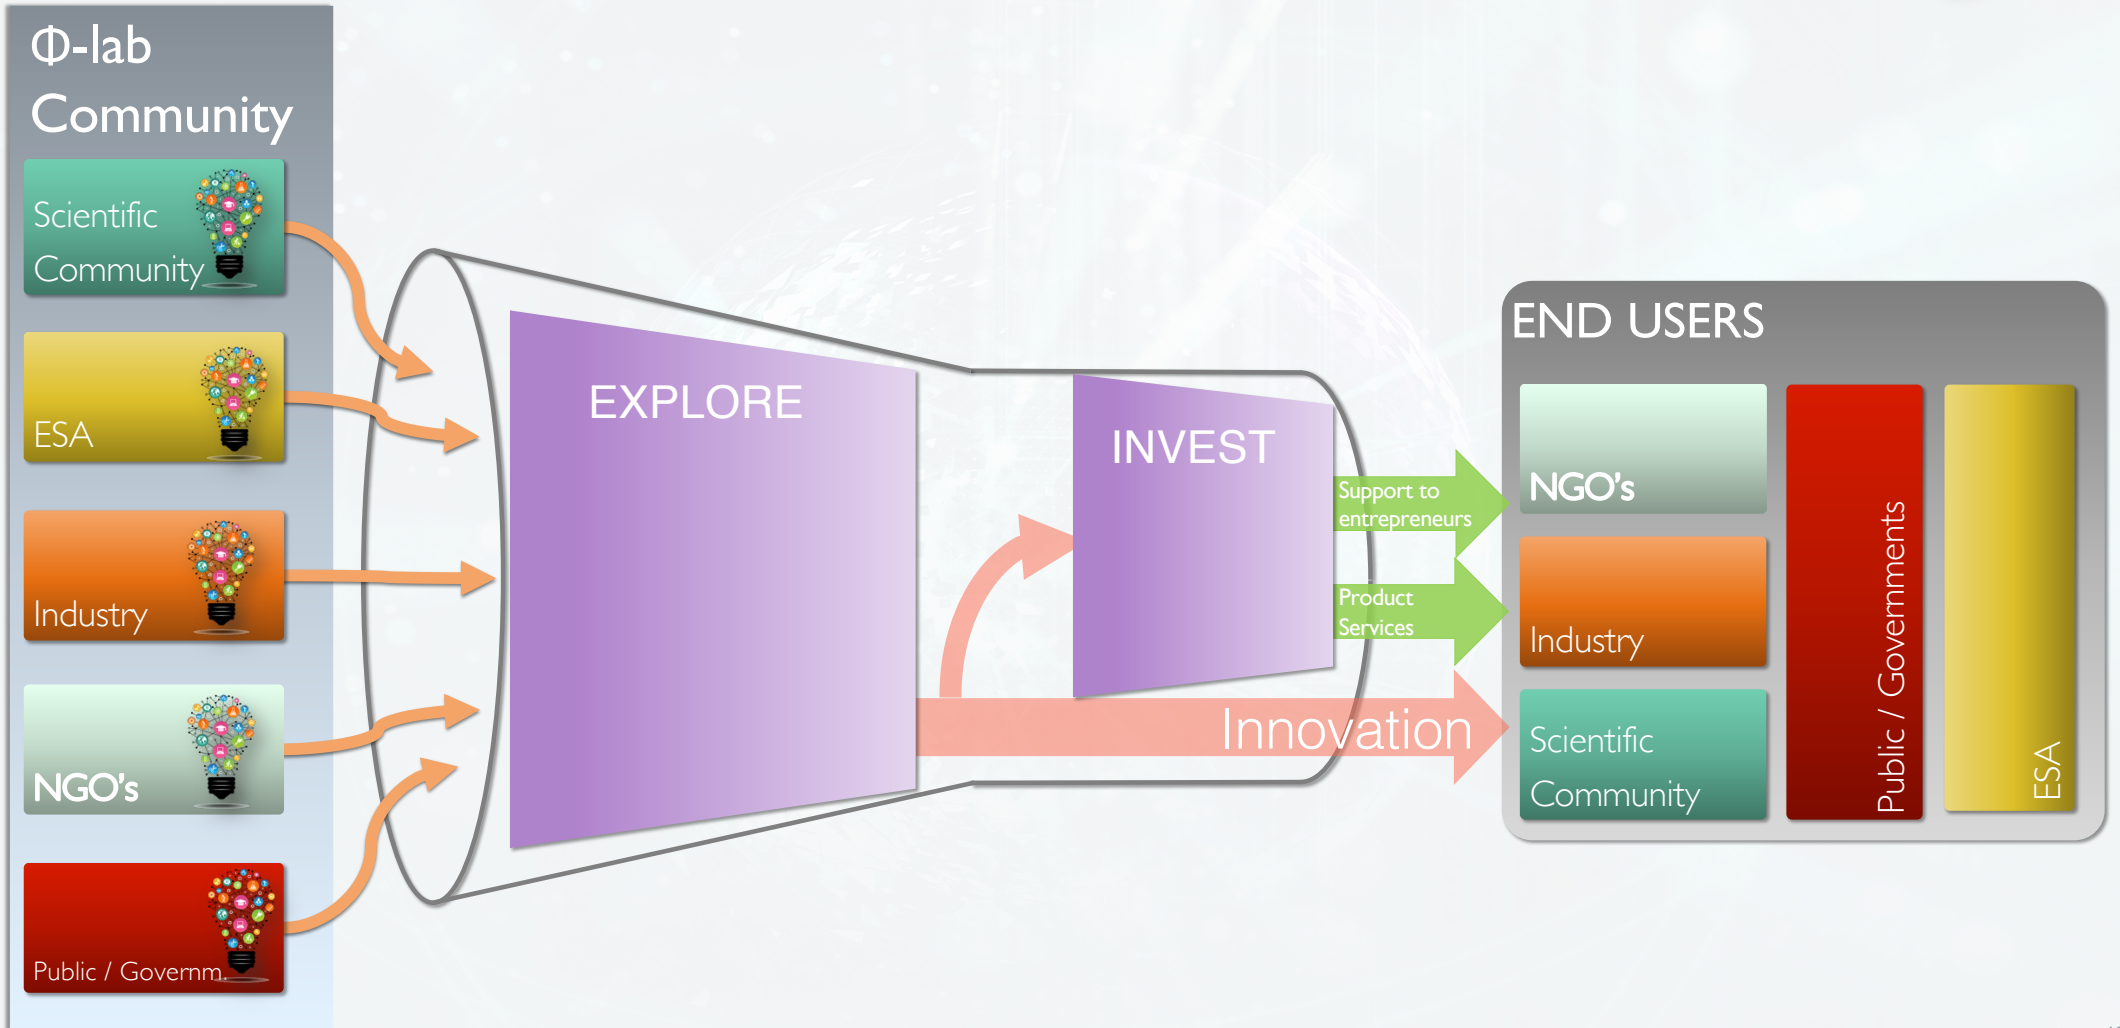 Φ-lab
Community
Scientific
Community
ESA
Industry
NGO's
Public / Governm.
EXPLORE
INVEST
Support to
entrepreneurs
Product
Services
Innovation
END USERS
NGO's
Industry
Scientific
Community
Public / Governments
ESA